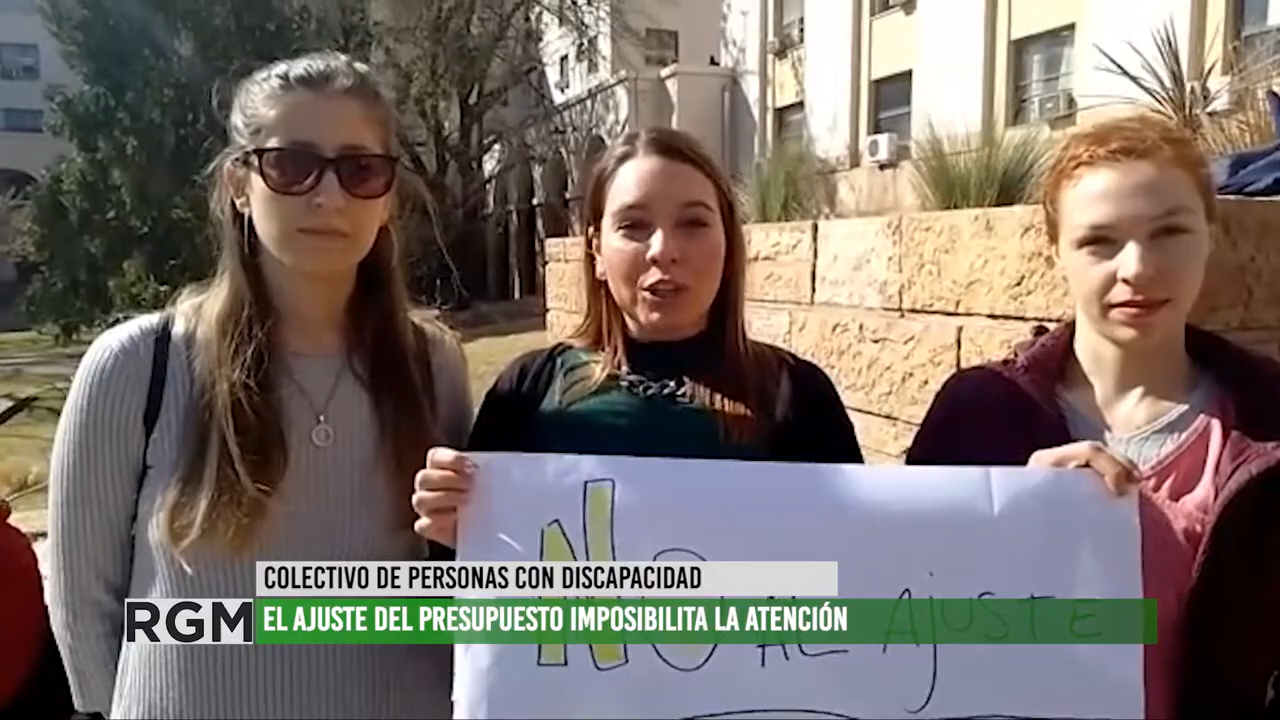 COLECTIVO DE PERSONAS CON DISCAPACIDAD
RGM
EL AJUSTE DEL PRESUPUESTO IMPOSIBILITA LA ATENCIÓN
NO AL AJUSTE